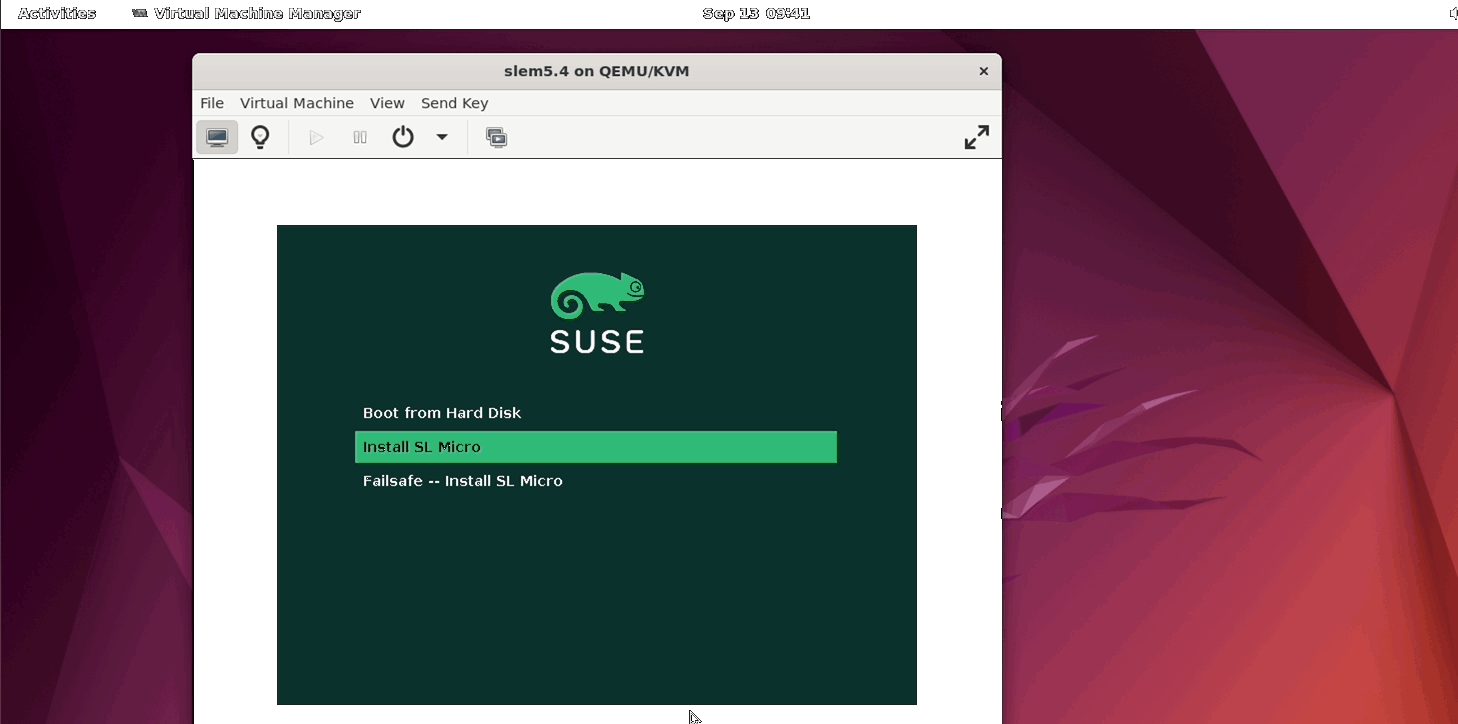 Activities Virtual Machine Manager Sep 13 09:41
slem5.4 on QEMU/KVM
File Virtual Machine View Send Key
SUSE
Boot from Hard Disk
Install SL Micro
Failsafe -- Install SL Micro